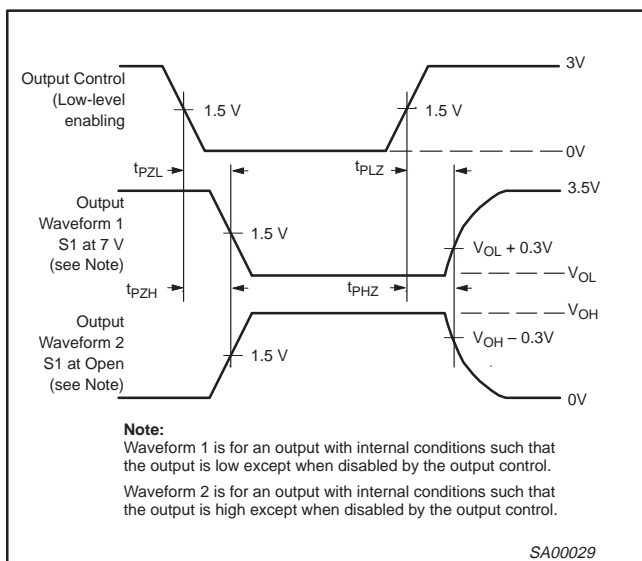 Output Control
(Low-level
enabling
1.5 V
1.5 V
3V
0V
tPZL
tPLZ
Output
Waveform 1
S1 at 7 V
(see Note)
1.5 V
3.5V
VOL + 0.3V
VOL
tPZH
tPHZ
VOH
Output
Waveform 2
S1 at Open
(see Note)
1.5 V
VOH – 0.3V
0V
Note:
Waveform 1 is for an output with internal conditions such that
the output is low except when disabled by the output control.
Waveform 2 is for an output with internal conditions such that
the output is high except when disabled by the output control.
SA00029